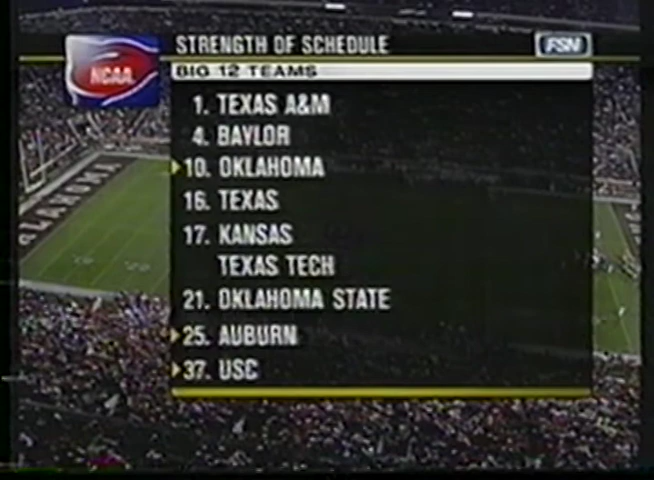 STRENGTH OF SCHEDULE
FSN
NCAA
BIG 12 TEAMS
1. TEXAS A&M
4. BAYLOR
10. OKLAHOMA
16. TEXAS
17. KANSAS
TEXAS TECH
21. OKLAHOMA STATE
25. AUBURN
37. USC
OKLAHOMA